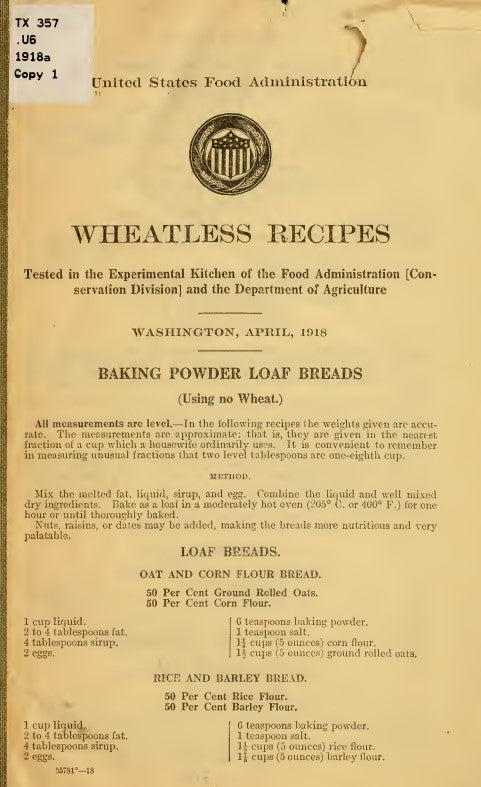 TX 357
.U6
1918a
Copy 1
United States Food Administration
WHEATLESS RECIPES
Tested in the Experimental Kitchen of the Food Administration [Con-
servation Division] and the Department of Agriculture
WASHINGTON, APRIL, 1918
BAKING POWDER LOAF BREADS
(Using no Wheat.)
All measurements are level.—In the following recipes the weights given are accu-
rate. The measurements are approximate; that is, they are given in the nearest
fraction of a cup which a housewife ordinarily uses. It is convenient to remember
in measuring unusual fractions that two level tablespoons are one-eighth cup.
METHOD.
Mix the melted fat, liquid, sirup, and egg. Combine the liquid and well mixed
dry ingredients. Bake as a loaf in a moderately hot oven (205° C. or 400° F.) for one
hour or until thoroughly baked.
Nuts, raisins, or dates may be added, making the breads more nutritious and very
palatable.
LOAF BREADS.
OAT AND CORN FLOUR BREAD.
50 Per Cent Ground Rolled Oats.
50 Per Cent Corn Flour.
1 cup liquid.
2 to 4 tablespoons fat.
4 tablespoons sirup.
2 eggs.
6 teaspoons baking powder.
1 teaspoon salt.
cups (5 ounces) corn flour.
cups (5 ounces) ground rolled oats.
RICE AND BARLEY BREAD.
50 Per Cent Rice Flour.
50 Per Cent Barley Flour.
1 cup liquid.
2 to 4 tablespoons fat.
4 tablespoons sirup.
2 eggs.
6 teaspoons baking powder.
1 teaspoon salt.
cups (5 ounces) rice flour.
cups (5 ounces) barley flour.
55781°—18